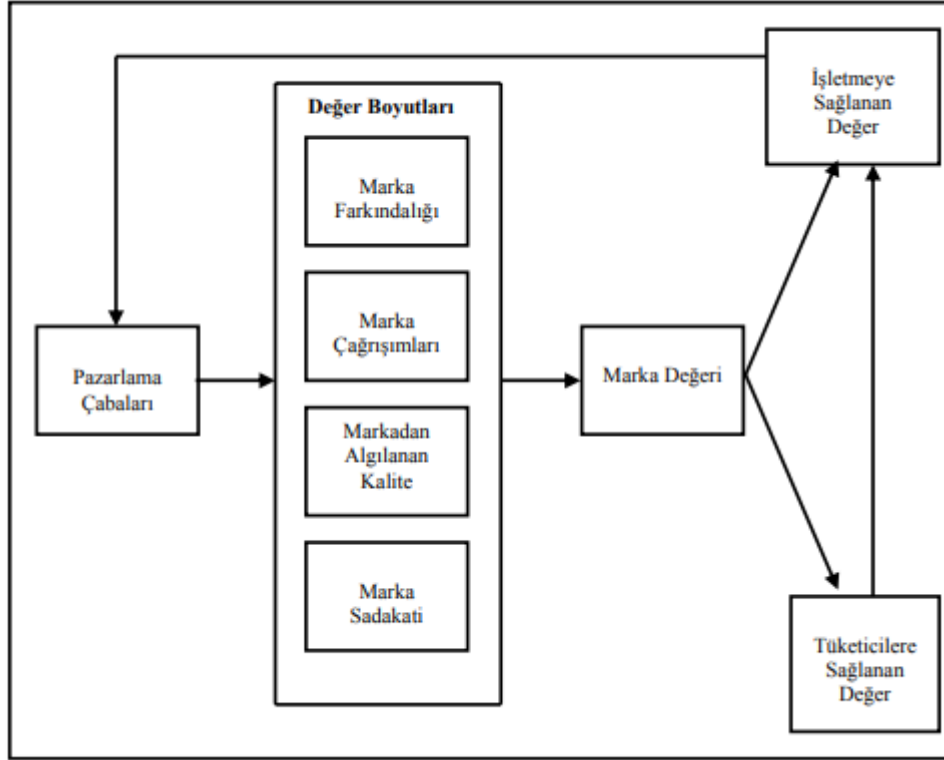 İşletmeye
Sağlanan
Değer
Değer Boyutları
Marka
Farkındalığı
Marka
Çağrışımları
Pazarlama
Çabaları
Marka Değeri
Markadan
Algılanan
Kalite
Marka
Sadakati
Tüketicilere
Sağlanan
Değer